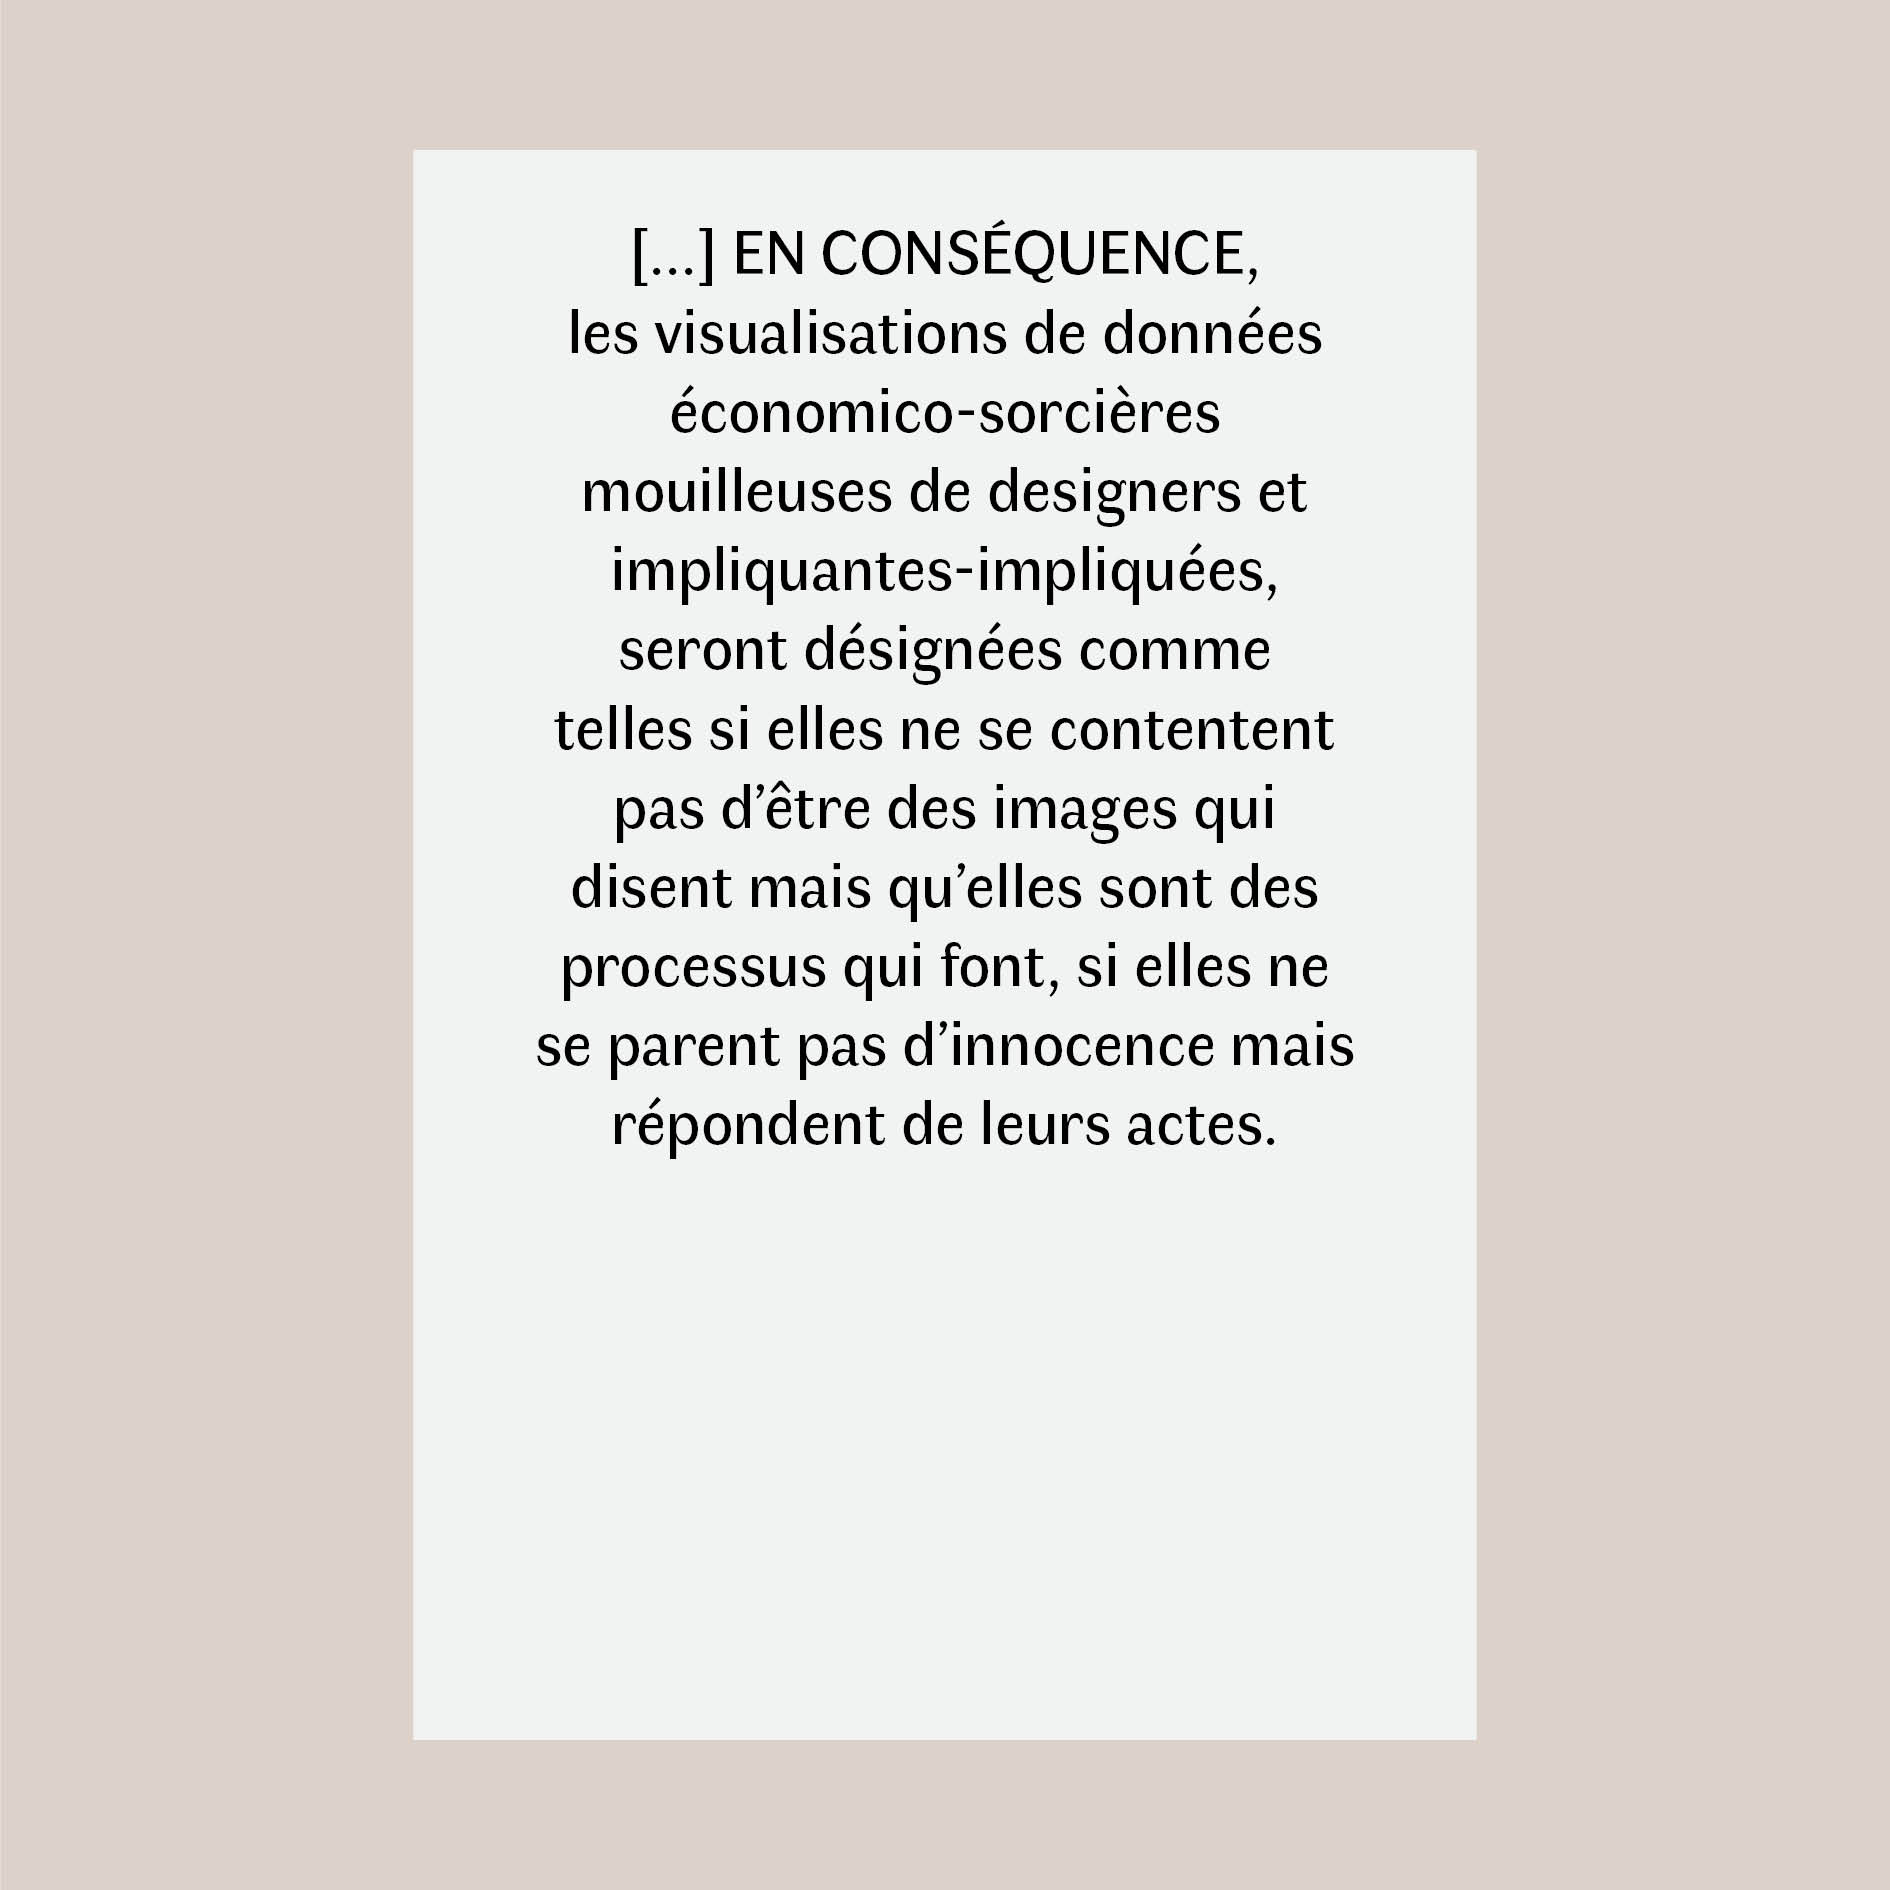 [...] EN CONSÉQUENCE,
les visualisations de données
économico-sorcières
mouilleuses de designers et
impliquantes-impliquées,
seront désignées comme
telles si elles ne se contentent
pas d’être des images qui
disent mais qu’elles sont des
processus qui font, si elles ne
se parent pas d’innocence mais
répondent de leurs actes.